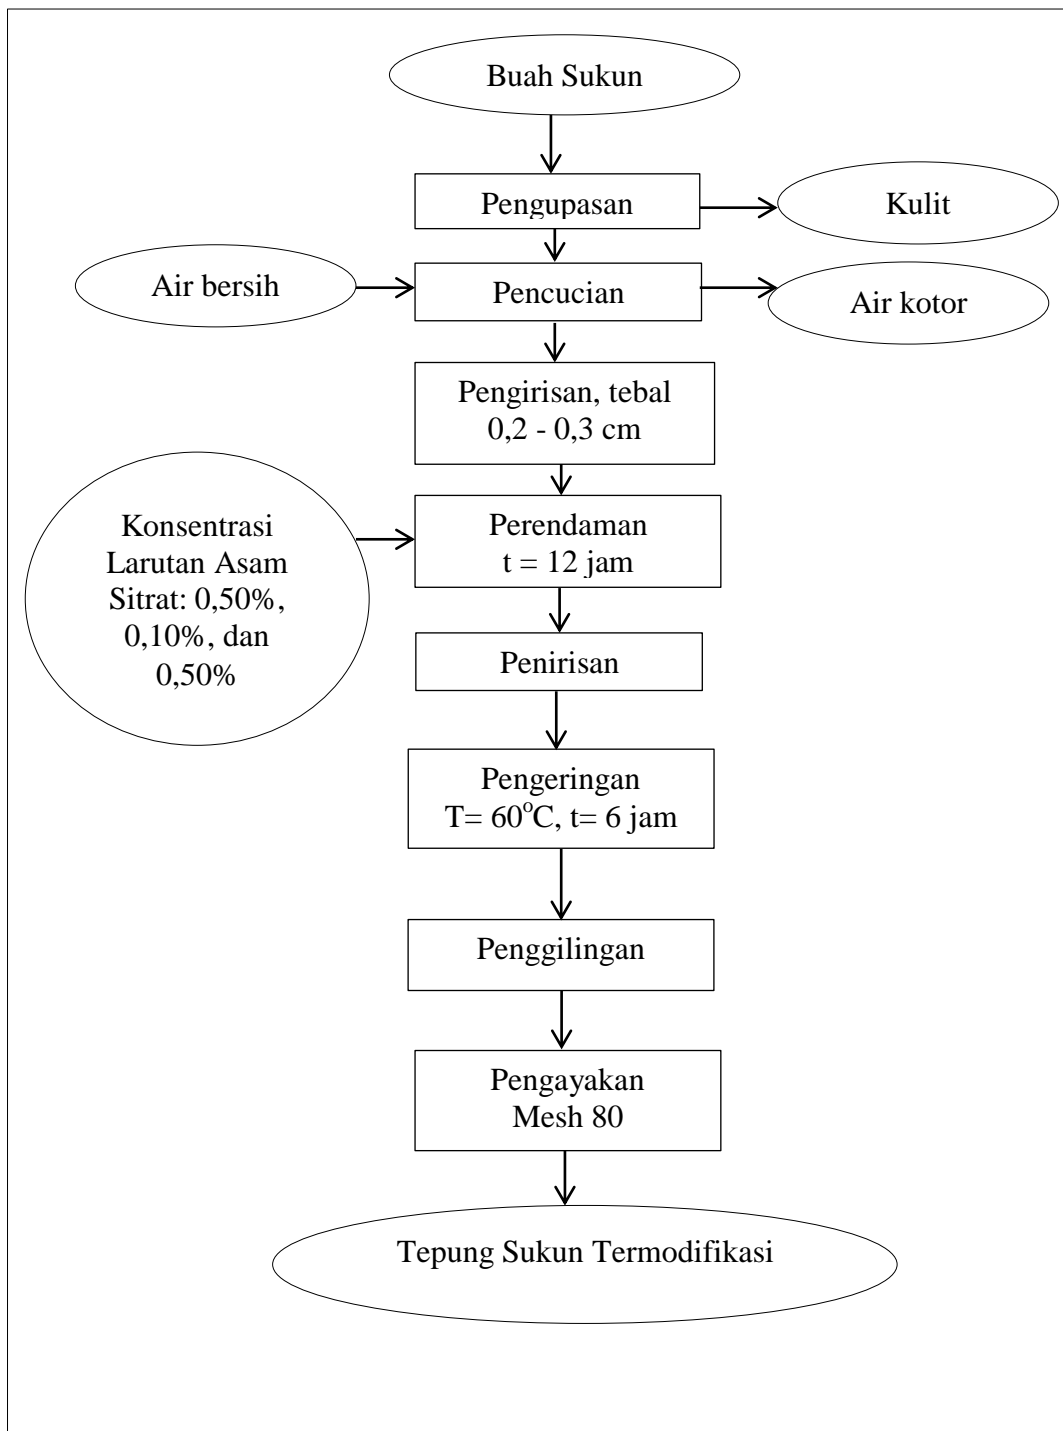 Buah Sukun
Pengupasan
Kulit
Air bersih
Pencucian
Air kotor
Pengirisan, tebal
0,2 - 0,3 cm
Konsentrasi
Larutan Asam
Sitrat: 0,50%,
0,10%, dan
0,50%
Perendaman
t = 12 jam
Penirisan
Pengeringan
T= 60°C, t= 6 jam
Penggilingan
Pengayakan
Mesh 80
Tepung Sukun Termodifikasi